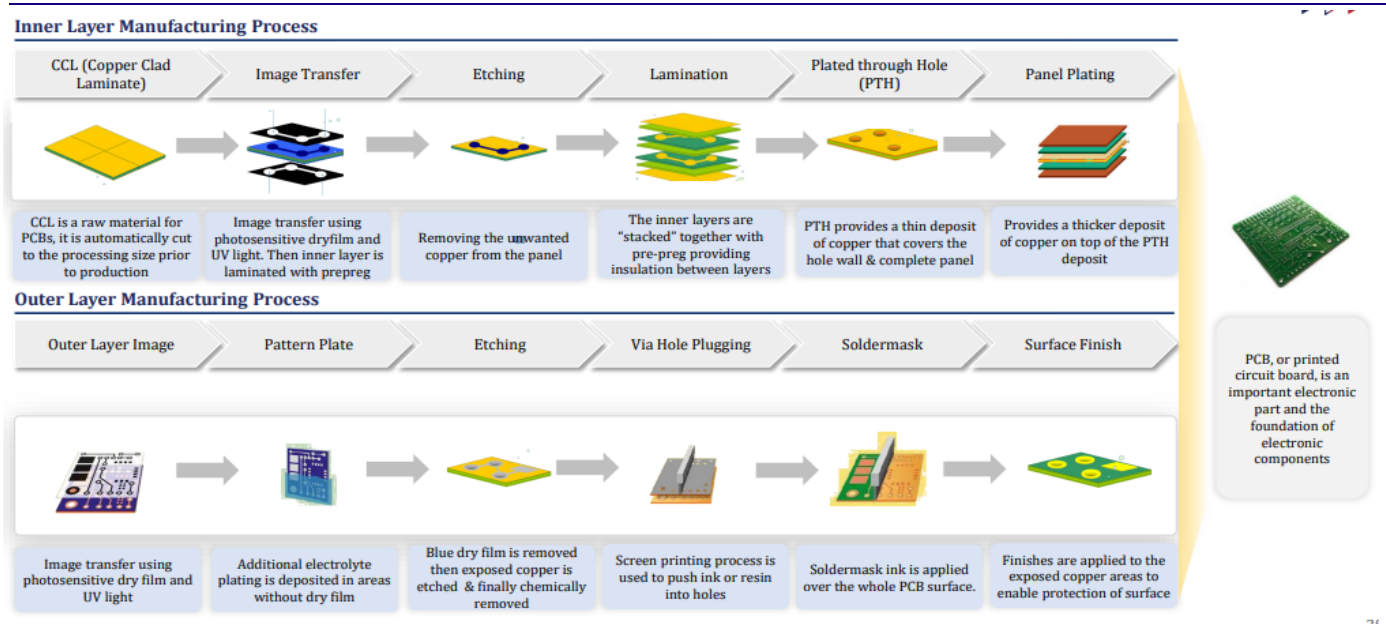 Inner Layer Manufacturing Process
CCL (Copper Clad
Laminate)
Image Transfer
Etching
Lamination
Plated through Hole
(PTH)
Panel Plating
CCL is a raw material for
PCBs, it is automatically cut
to the processing size prior
to production
Image transfer using
photosensitive dryfilm and
UV light. Then inner layer is
laminated with prepreg
Removing the unwanted
copper from the panel
The inner layers are
“stacked” together with
pre-preg providing
insulation between layers
PTH provides a thin deposit
of copper that covers the
hole wall & complete panel
Provides a thicker deposit
of copper on top of the PTH
deposit
Outer Layer Manufacturing Process
Outer Layer Image
Pattern Plate
Etching
Via Hole Plugging
Soldermask
Surface Finish
Image transfer using
photosensitive dry film and
UV light
Additional electrolyte
plating is deposited in areas
without dry film
Blue dry film is removed
then exposed copper is
etched & finally chemically
removed
Screen printing process is
used to push ink or resin
into holes
Soldermask ink is applied
over the whole PCB surface.
Finishes are applied to the
exposed copper areas to
enable protection of surface
PCB, or printed
circuit board, is an
important electronic
part and the
foundation of
electronic
components